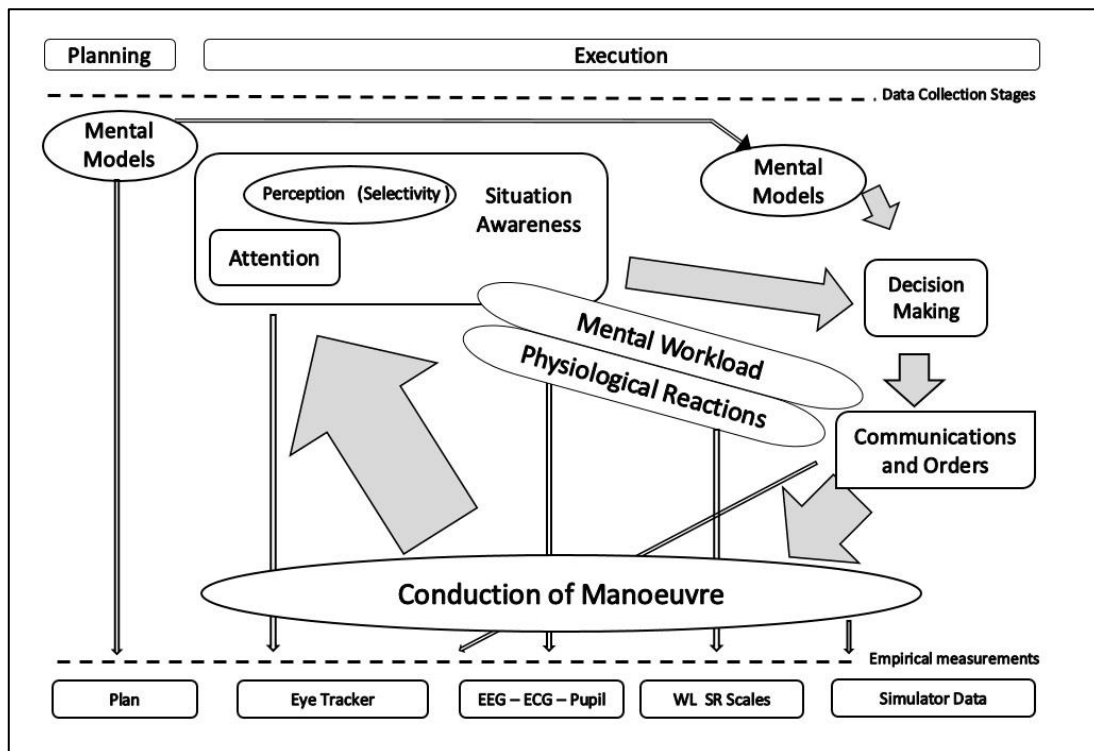 Planning
Execution
Data Collection Stages
Mental
Models
Mental
Models
Perception (Selectivity )
Situation
Awareness
Attention
Decision
Making
Mental Workload
Physiological Reactions
Communications
and Orders
Conduction of Manoeuvre
Empirical measurements
Plan
Eye Tracker
EEG – ECG – Pupil
WL SR Scales
Simulator Data